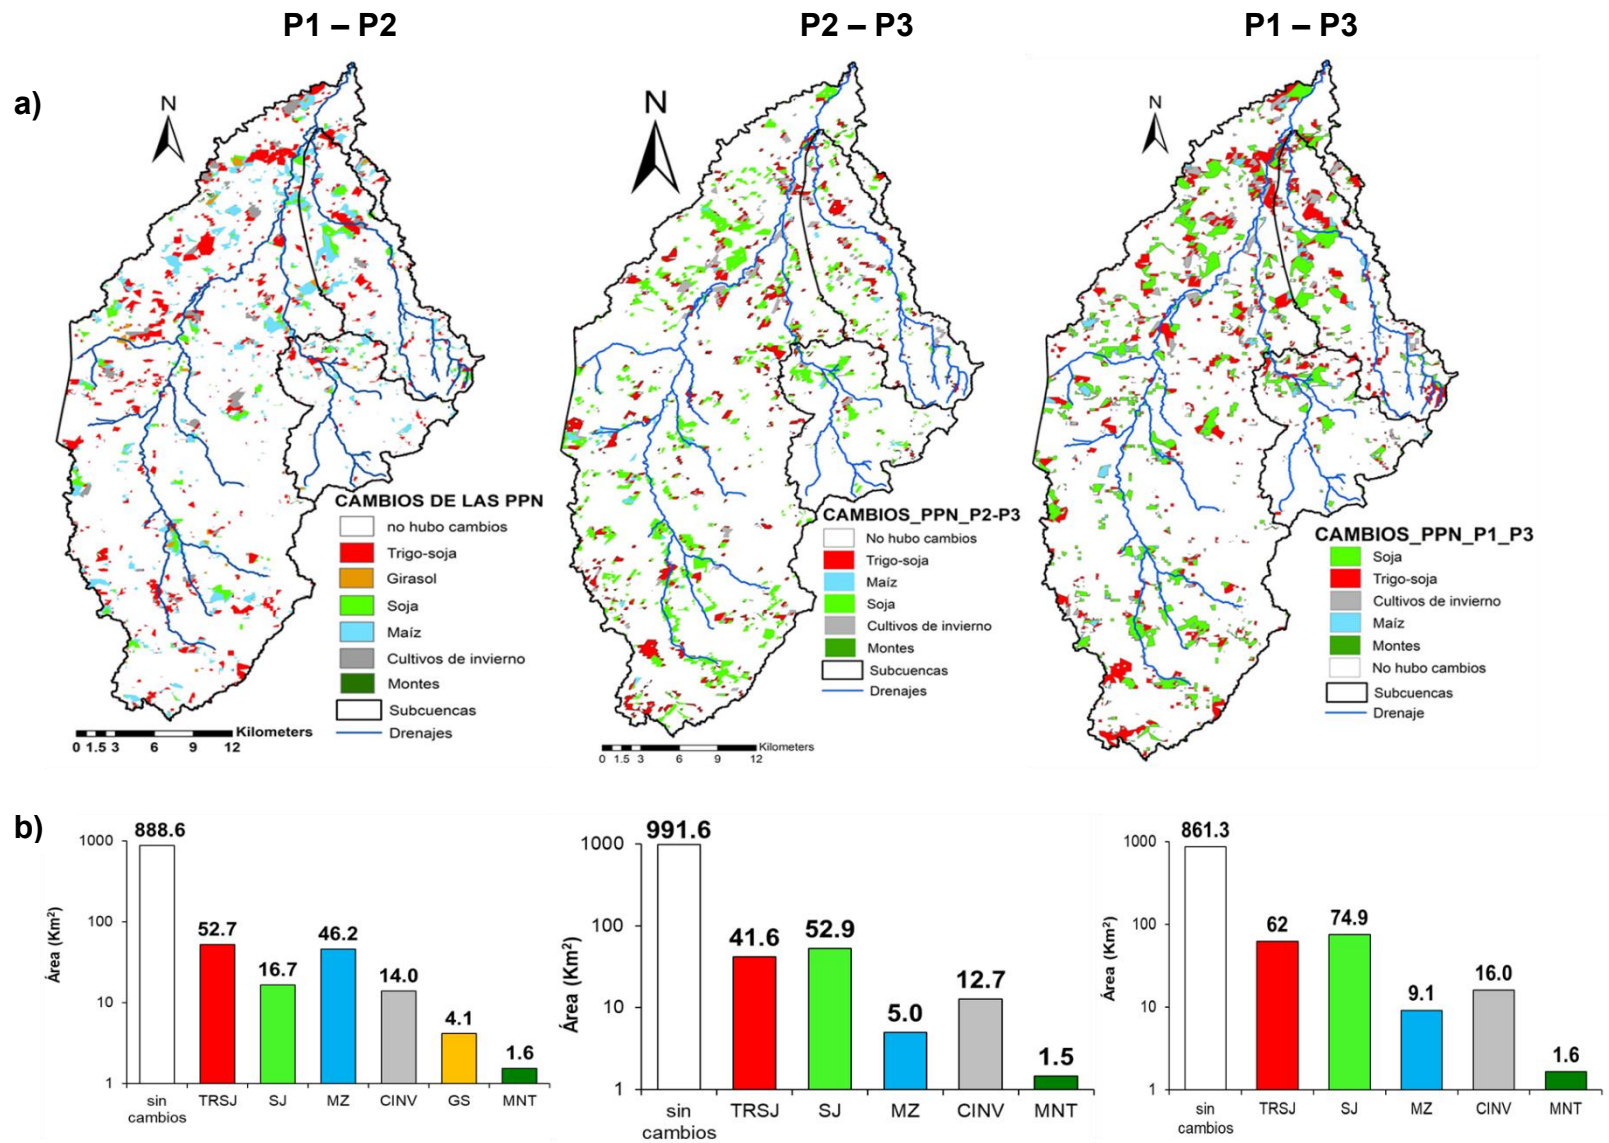 P1 – P2
P2 – P3
P1 – P3
a)
N
CAMBIOS DE LAS PPN
no hubo cambios
Trigo-soja
Girasol
Soja
Maíz
Cultivos de invierno
Montes
Subcuencas
Drenajes
Kilometers
0 1.5 3 6 9 12
N
CAMBIOS_PPN_P2-P3
No hubo cambios
Trigo-soja
Maíz
Soja
Cultivos de invierno
Montes
Subcuencas
Drenajes
Kilometers
0 1.5 3 6 9 12
N
CAMBIOS_PPN_P1_P3
Soja
Trigo-soja
Cultivos de invierno
Maíz
Montes
No hubo cambios
Subcuencas
Drenaje
b)
Área (Km²)
1000
100
10
1
888.6
52.7
16.7
46.2
14.0
4.1
1.6
sin cambios
TRSJ
SJ
MZ
CINV
GS
MNT
Área (Km²)
1000
100
10
1
991.6
41.6
52.9
5.0
12.7
1.5
sin cambios
TRSJ
SJ
MZ
CINV
MNT
Área (Km²)
1000
100
10
1
861.3
62
74.9
9.1
16.0
1.6
sin cambios
TRSJ
SJ
MZ
CINV
MNT